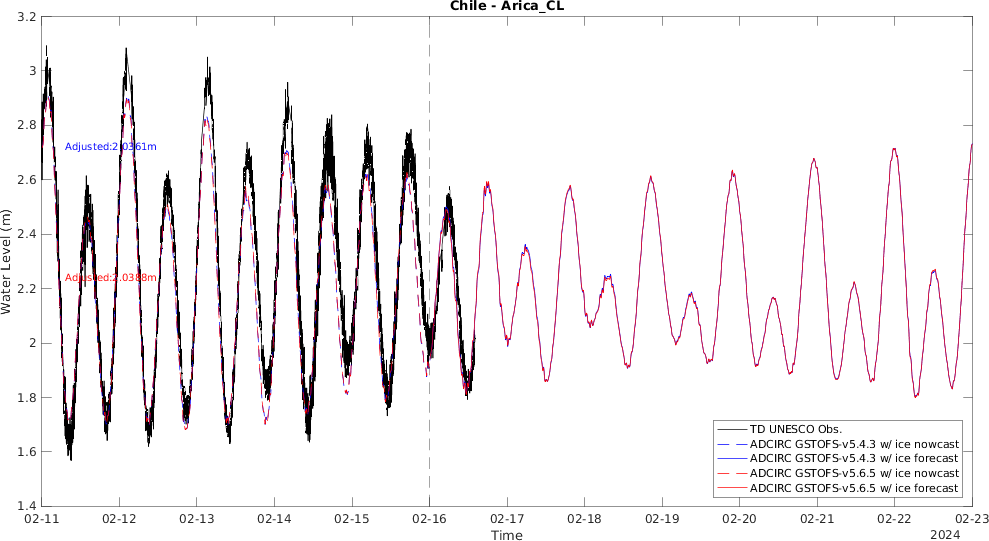 Chile - Arica_CL
3.2
3
2.8
2.6
2.4
2.2
2
1.8
1.6
1.4
Water Level (m)
Adjusted:2.0361m
Adjusted:2.0388m
TD UNESCO Obs.
ADCIRC GSTOFS-v5.4.3 w/ ice nowcast
ADCIRC GSTOFS-v5.4.3 w/ ice forecast
ADCIRC GSTOFS-v5.6.5 w/ ice nowcast
ADCIRC GSTOFS-v5.6.5 w/ ice forecast
02-11 02-12 02-13 02-14 02-15 02-16 02-17 02-18 02-19 02-20 02-21 02-22 02-23
Time
2024